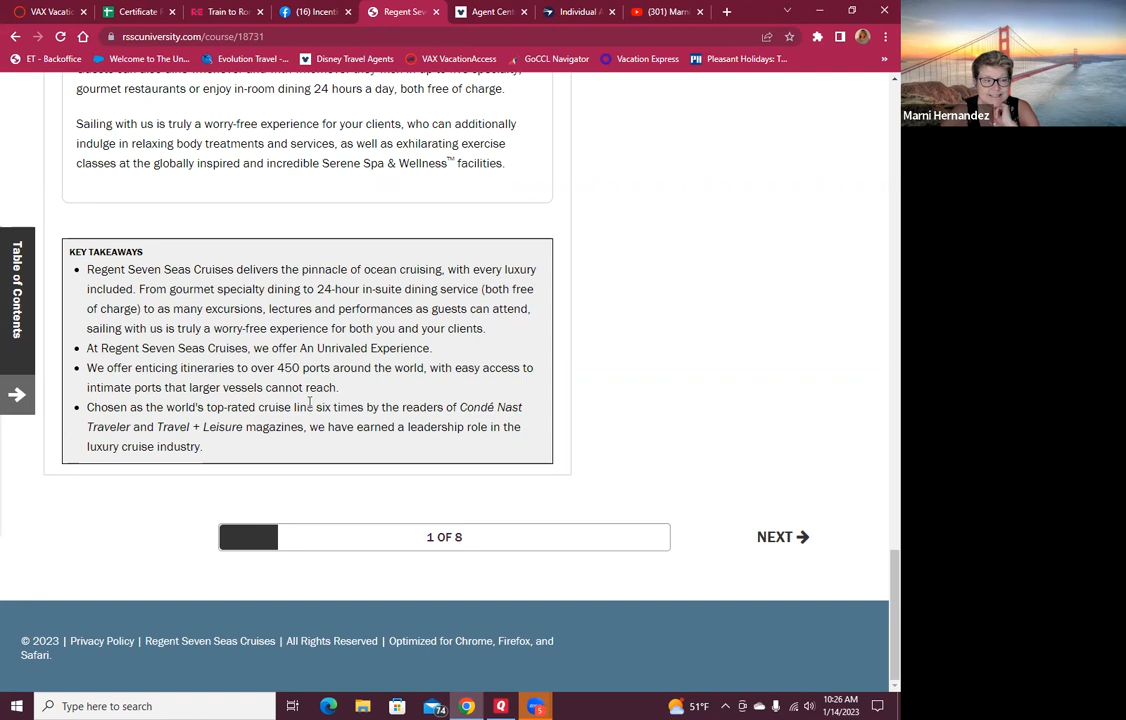 VAX Vacatio
Certificate F
Train to Ro
(16) Incenti
Regent Sev
Agent Cent
Individual A
(301) Marni
rsscuniversity.com/course/18731
ET - Backoffice
Welcome to The Un...
Evolution Travel -...
Disney Travel Agents
VAX VacationAccess
GoCCL Navigator
Vacation Express
Pleasant Holidays: T...
gourmet restaurants or enjoy in-room dining 24 hours a day, both free of charge.
Sailing with us is truly a worry-free experience for your clients, who can additionally
indulge in relaxing body treatments and services, as well as exhilarating exercise
classes at the globally inspired and incredible Serene Spa & Wellness™ facilities.
Table of Contents
KEY TAKEAWAYS
• Regent Seven Seas Cruises delivers the pinnacle of ocean cruising, with every luxury
included. From gourmet specialty dining to 24-hour in-suite dining service (both free
of charge) to as many excursions, lectures and performances as guests can attend,
sailing with us is truly a worry-free experience for both you and your clients.
• At Regent Seven Seas Cruises, we offer An Unrivaled Experience.
• We offer enticing itineraries to over 450 ports around the world, with easy access to
intimate ports that larger vessels cannot reach.
• Chosen as the world's top-rated cruise line six times by the readers of Condé Nast
Traveler and Travel + Leisure magazines, we have earned a leadership role in the
luxury cruise industry.
1 OF 8
NEXT
© 2023 | Privacy Policy | Regent Seven Seas Cruises | All Rights Reserved | Optimized for Chrome, Firefox, and
Safari.
Marni Hernandez
Type here to search
74
5
51°F
10:26 AM
1/14/2023